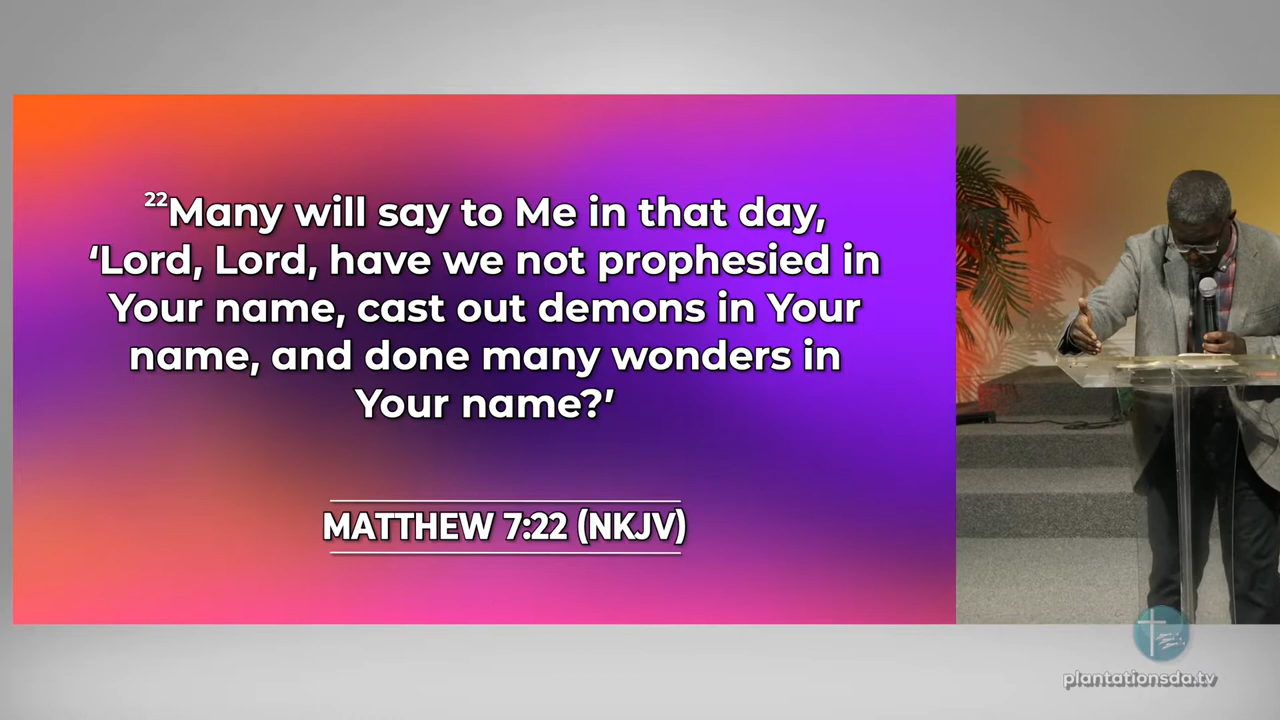 ²²Many will say to Me in that day,
‘Lord, Lord, have we not prophesied in
Your name, cast out demons in Your
name, and done many wonders in
Your name?’
MATTHEW 7:22 (NKJV)
plantationsda.tv